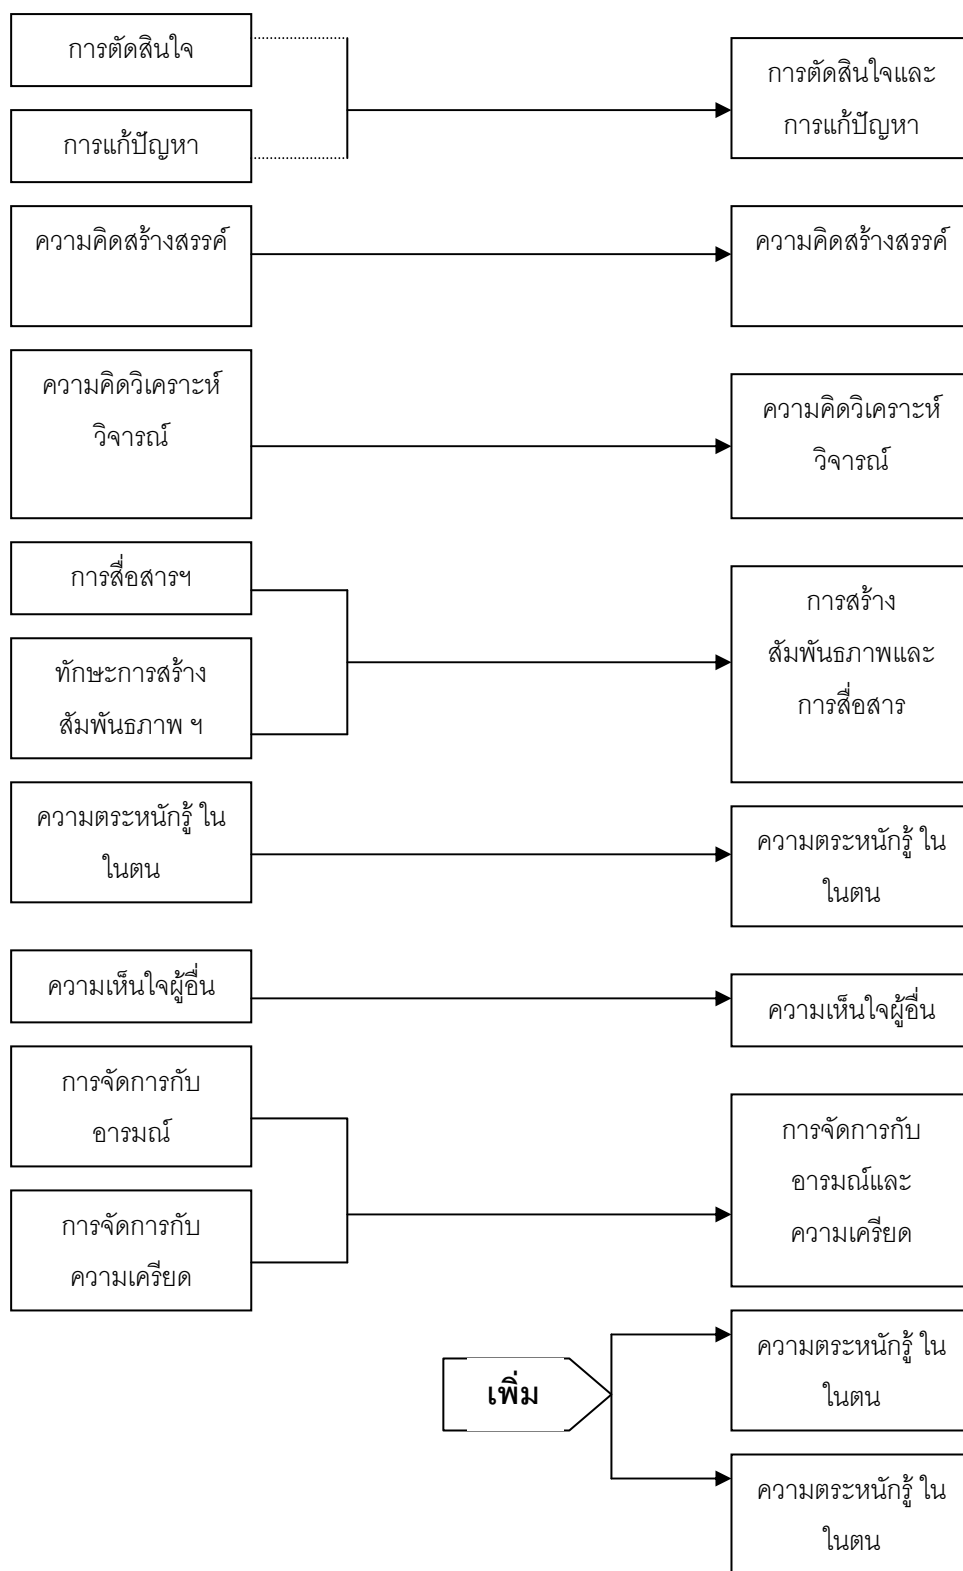 การตัดสินใจ
การแก้ปัญหา
การตัดสินใจและ
การแก้ปัญหา
ความคิดสร้างสรรค์
ความคิดสร้างสรรค์
ความคิดวิเคราะห์
วิจารณ์
ความคิดวิเคราะห์
วิจารณ์
การสื่อสารฯ
ทักษะการสร้าง
สัมพันธภาพ ฯ
การสร้าง
สัมพันธภาพและ
การสื่อสาร
ความตระหนักรู้ ใน
ในตน
ความตระหนักรู้ ใน
ในตน
ความเห็นใจผู้อื่น
ความเห็นใจผู้อื่น
การจัดการกับ
อารมณ์
การจัดการกับ
ความเครียด
การจัดการกับ
อารมณ์และ
ความเครียด
เพิ่ม
ความตระหนักรู้ ใน
ในตน
ความตระหนักรู้ ใน
ในตน